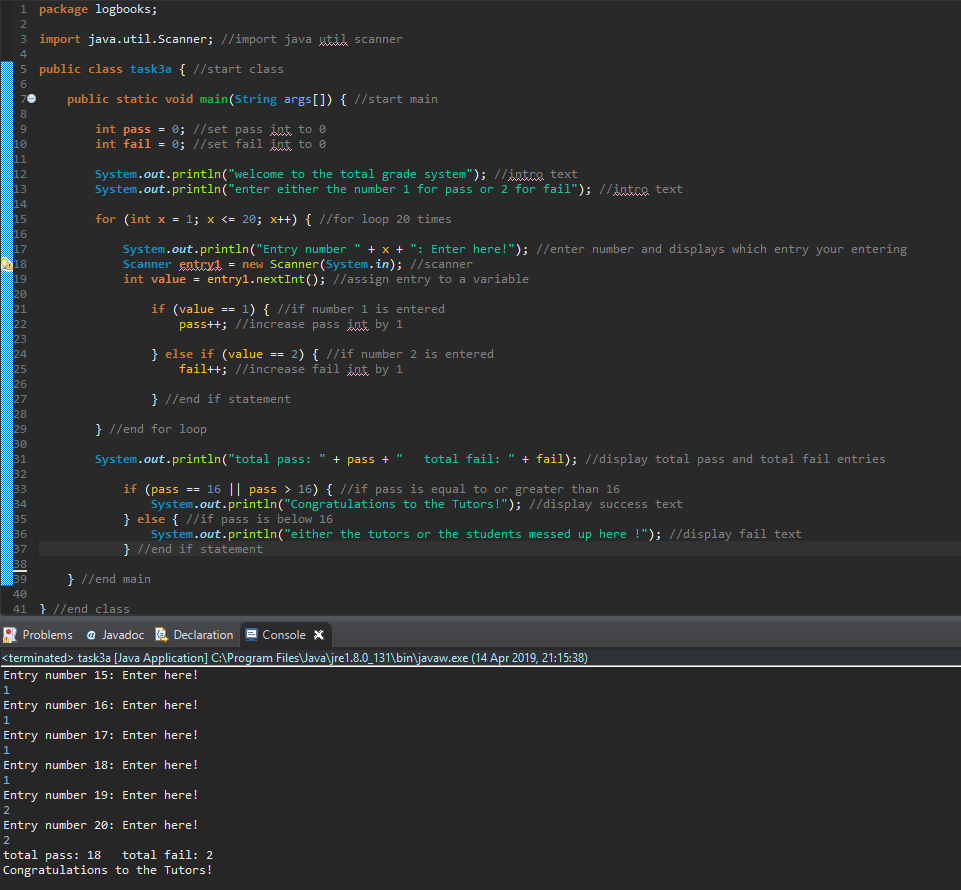 1 package logbooks;
2
3 import java.util.Scanner; //import java util scanner
4
5 public class task3a { //start class
6
7 public static void main(String args[]) { //start main
8
9 int pass = 0; //set pass int to 0
10 int fail = 0; //set fail int to 0
11
12 System.out.println("welcome to the total grade system"); //intro text
13 System.out.println("enter either the number 1 for pass or 2 for fail"); //intro text
14
15 for (int x = 1; x <= 20; x++) { //for loop 20 times
16
17 System.out.println("Entry number " + x + ": Enter here!"); //enter number and displays which entry your entering
18 Scanner entry1 = new Scanner(System.in); //scanner
19 int value = entry1.nextInt(); //assign entry to a variable
20
21 if (value == 1) { //if number 1 is entered
22 pass++; //increase pass int by 1
23
24 } else if (value == 2) { //if number 2 is entered
25 fail++; //increase fail int by 1
26
27 } //end if statement
28
29 } //end for loop
30
31 System.out.println("total pass: " + pass + "   total fail: " + fail); //display total pass and total fail entries
32
33 if (pass == 16 || pass > 16) { //if pass is equal to or greater than 16
34 System.out.println("Congratulations to the Tutors!"); //display success text
35 } else { //if pass is below 16
36 System.out.println("either the tutors or the students messed up here !"); //display fail text
37 } //end if statement
38
39 } //end main
40
41 } //end class
Problems @ Javadoc Declaration Console
<terminated> task3a [Java Application] C:\Program Files\Java\jre1.8.0_131\bin\javaw.exe (14 Apr 2019, 21:15:38)
Entry number 15: Enter here!
1
Entry number 16: Enter here!
1
Entry number 17: Enter here!
1
Entry number 18: Enter here!
1
Entry number 19: Enter here!
2
Entry number 20: Enter here!
2
total pass: 18   total fail: 2
Congratulations to the Tutors!